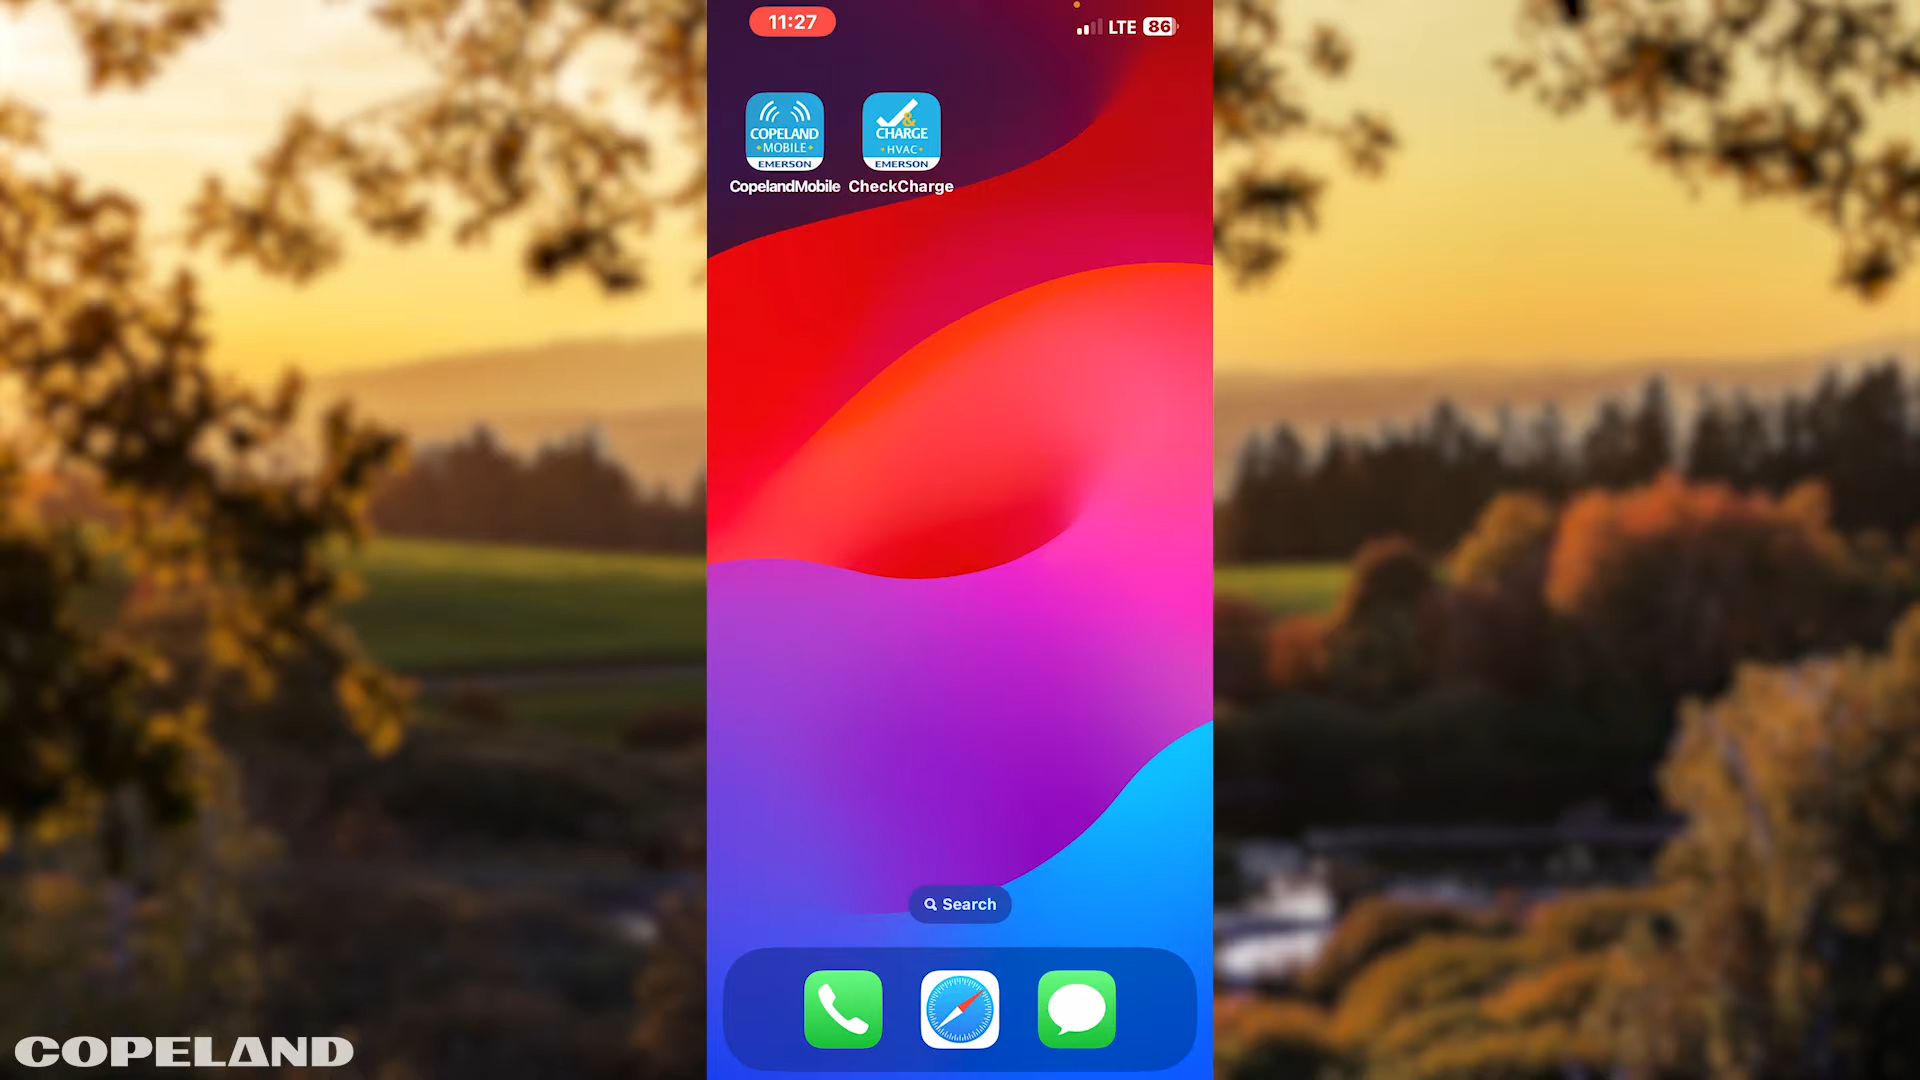 11:27
LTE 86
COPELAND
MOBILE
EMERSON
CopelandMobile
&
CHARGE
HVAC
EMERSON
CheckCharge
Search
COPELAND